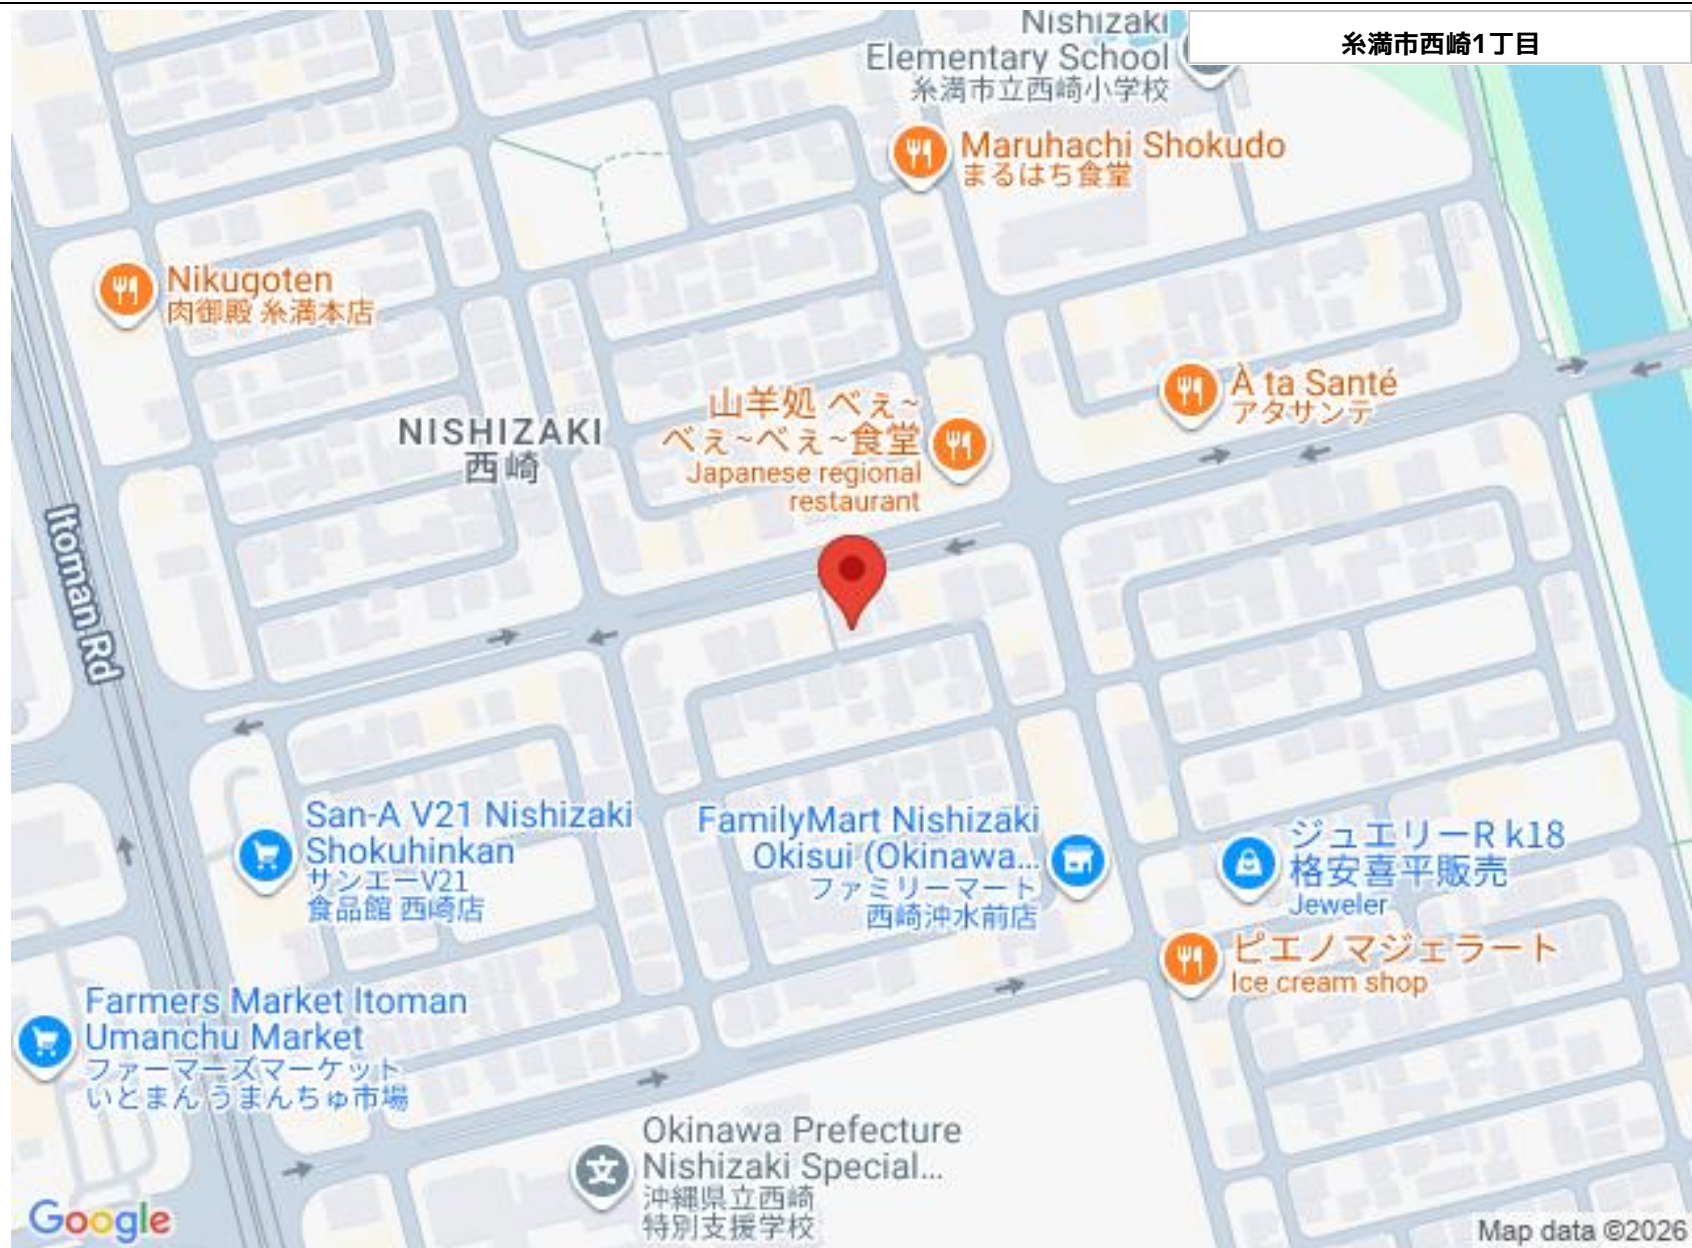 Nishizaki
Elementary School
糸満市立西崎小学校
糸満市西崎1丁目
Maruhachi Shokudo
まるはち食堂
Nikugoten
肉御殿 糸満本店
À ta Santé
アタサンテ
NISHIZAKI
西崎
山羊処 べぇ~
べぇ~べぇ~食堂
Japanese regional
restaurant
Itoman Rd
San-A V21 Nishizaki
Shokuhinkan
サンエーV21
食品館 西崎店
FamilyMart Nishizaki
Okisui (Okinawa...
ファミリーマート
西崎沖水前店
ジュエリーR k18
格安喜平販売
Jeweler
ピエノマジェラート
Ice cream shop
Farmers Market Itoman
Umanchu Market
ファーマーズマーケット
いとまん うまんちゅ市場
Okinawa Prefecture
Nishizaki Special...
沖縄県立西崎
特別支援学校
文
Google
Map data ©2026